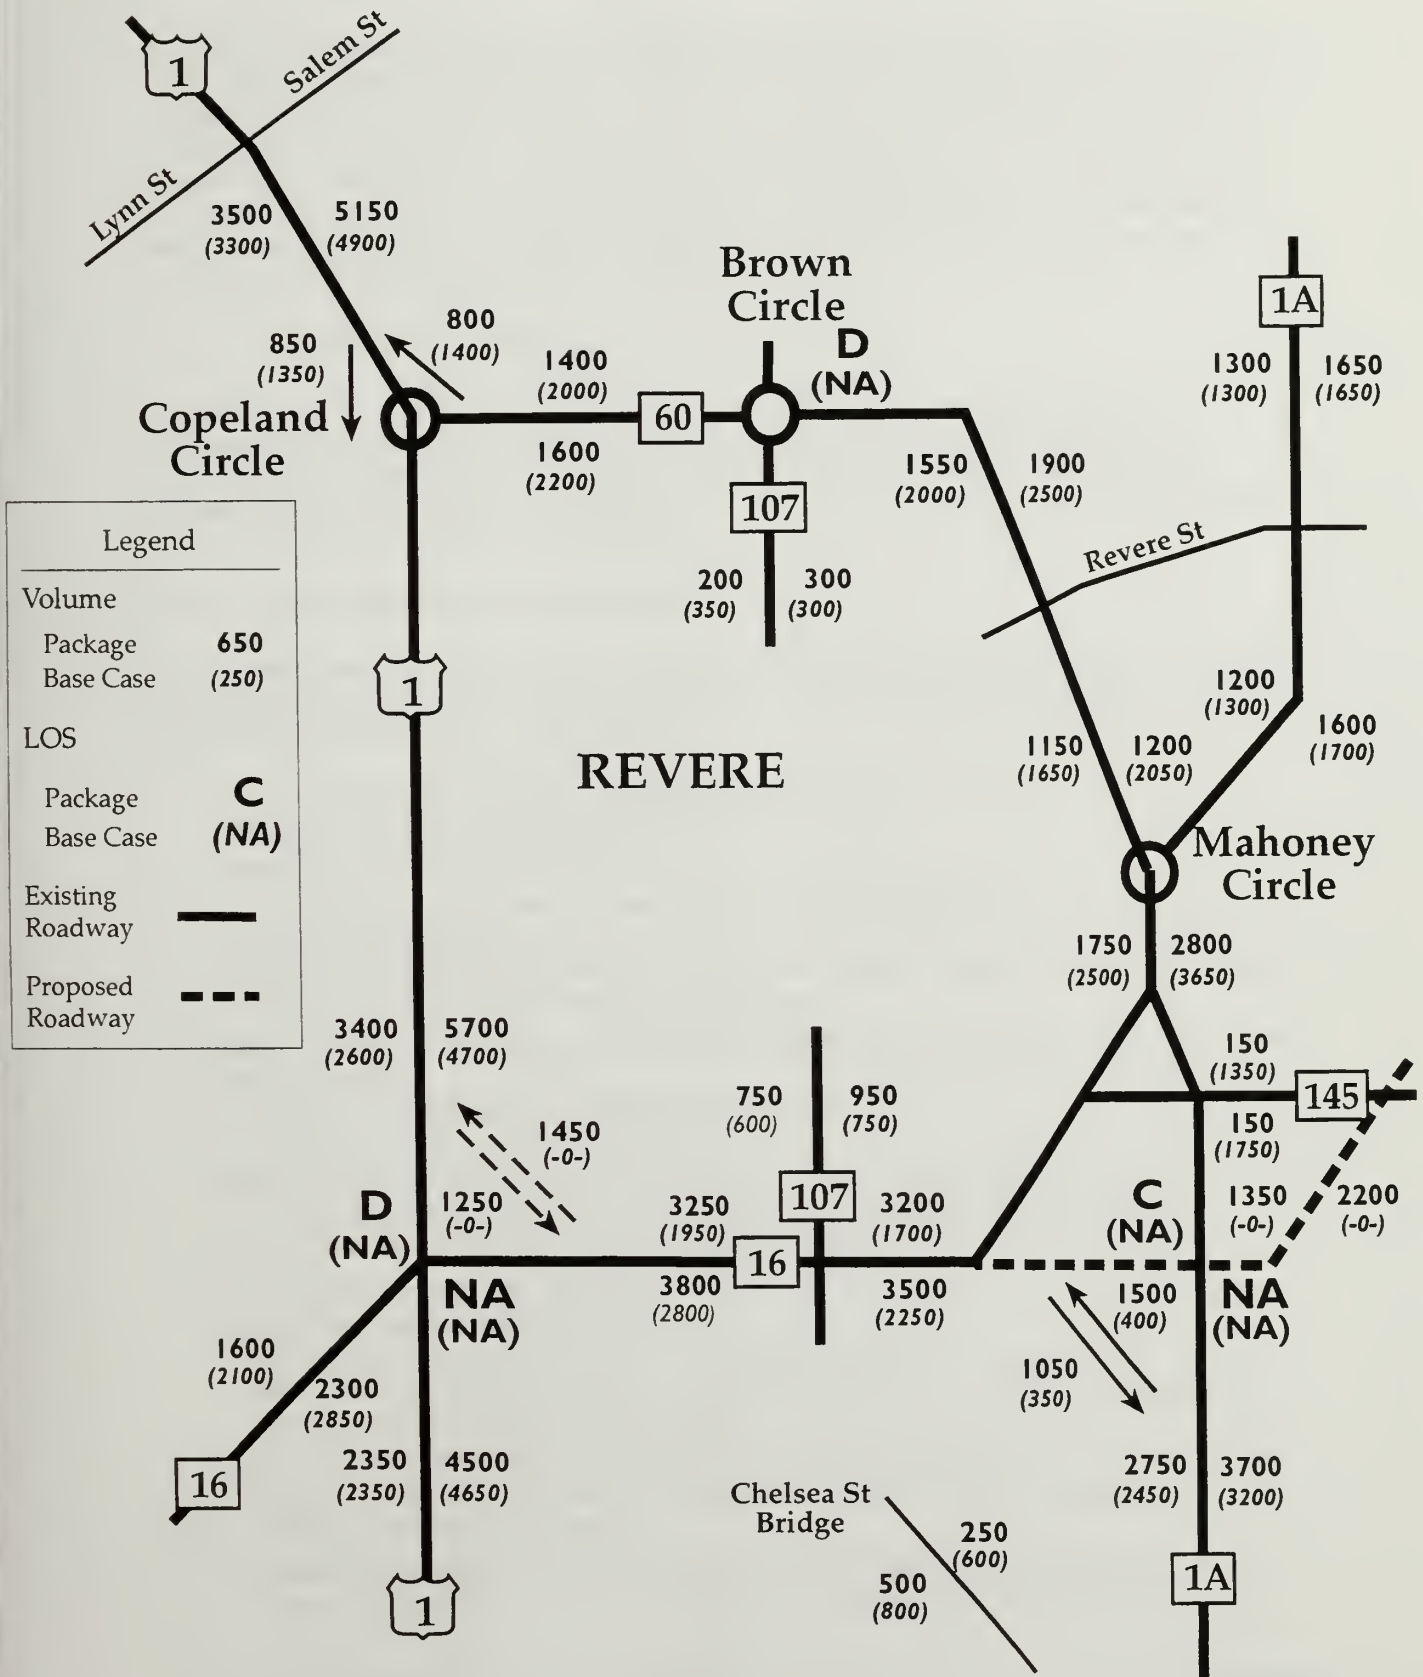 1
Salem St
Lynn St
3500
(3300)
5150
(4900)
Brown
Circle
D
(NA)
1A
1300
(1300)
1650
(1650)
850
(1350)
800
(1400)
1400
(2000)
60
1600
(2200)
Copeland
Circle
107
200
(350)
300
(300)
1550
(2000)
1900
(2500)
Revere St
Legend
Volume
Package 650
Base Case (250)
LOS
Package C
Base Case (NA)
Existing
Roadway
Proposed
Roadway
1
REVERE
1150
(1650)
1200
(2050)
1200
(1300)
1600
(1700)
Mahoney
Circle
1750
(2500)
2800
(3650)
3400
(2600)
5700
(4700)
750
(600)
950
(750)
150
(1350)
145
150
(1750)
1450
(-0-)
1250
(-0-)
D
(NA)
NA
(NA)
3250
(1950)
107
3200
(1700)
16
3800
(2800)
3500
(2250)
C
(NA)
1350
(-0-)
2200
(-0-)
1500
(400)
NA
(NA)
1050
(350)
1600
(2100)
2300
(2850)
16
2350
(2350)
4500
(4650)
1
Chelsea St
Bridge
250
(600)
500
(800)
2750
(2450)
3700
(3200)
1A